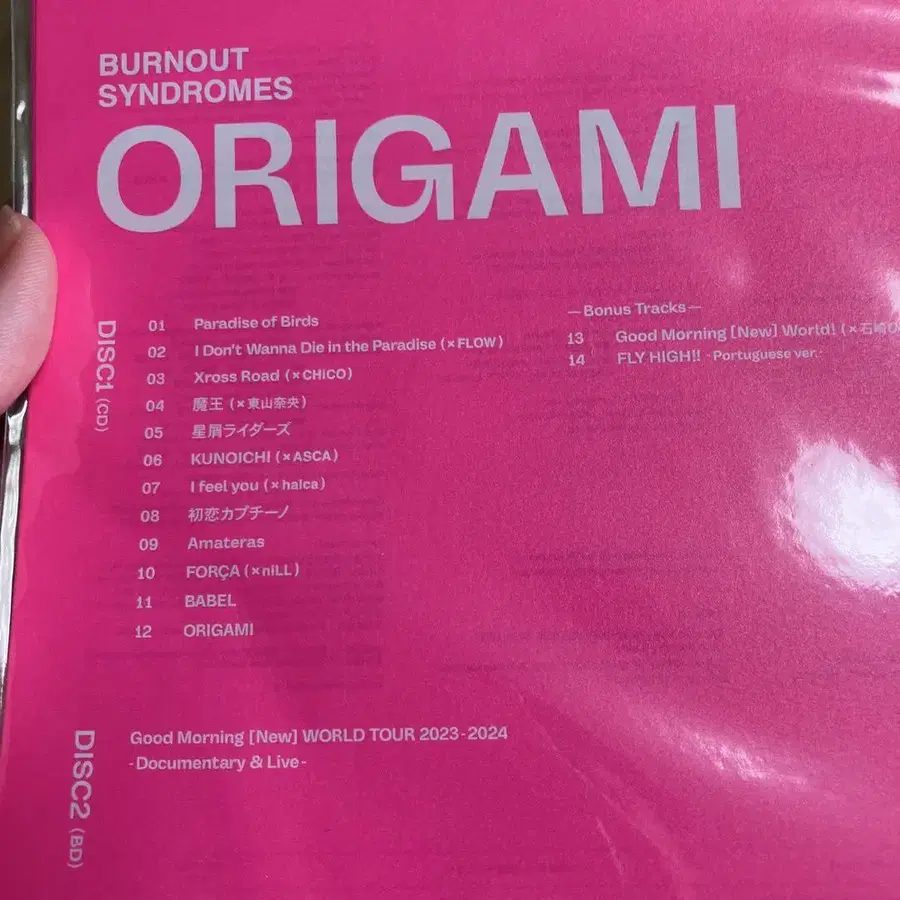 BURNOUT
SYNDROMES
ORIGAMI
DISC1 (CD)
01 Paradise of Birds
02 I Don't Wanna Die in the Paradise (×FLOW)
03 Xross Road (×CHiCO)
04 魔王 (×東山奈央)
05 星屑ライダーズ
06 KUNOICHI (×ASCA)
07 I feel you (×halca)
08 初恋カプチーノ
09 Amateras
10 FORÇA (×niLL)
11 BABEL
12 ORIGAMI
—Bonus Tracks—
13 Good Morning [New] World! (×石崎ひ
14 FLY HIGH!! -Portuguese ver.-
DISC2 (BD)
Good Morning [New] WORLD TOUR 2023-2024
-Documentary & Live-